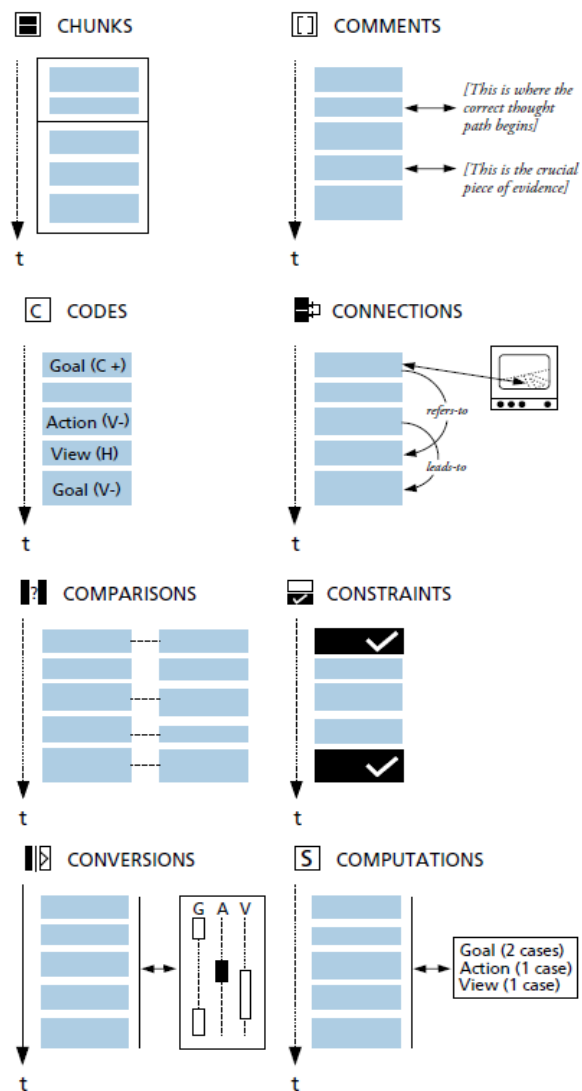 CHUNKS
t
[] COMMENTS
[This is where the
correct thought
path begins]
[This is the crucial
piece of evidence]
t
C CODES
Goal (C +)
Action (V-)
View (H)
Goal (V-)
t
CONNECTIONS
refers-to
leads-to
t
? COMPARISONS
t
CONSTRAINTS
t
CONVERSIONS
G A V
t
S COMPUTATIONS
Goal (2 cases)
Action (1 case)
View (1 case)
t